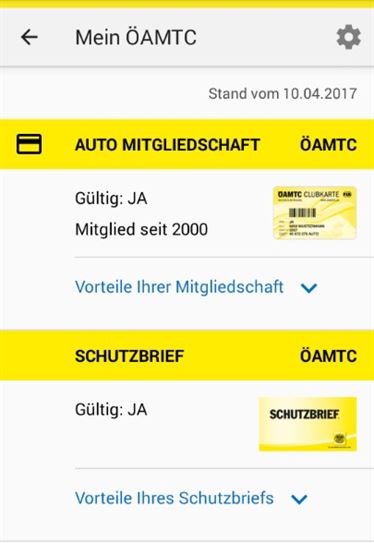 Mein ÖAMTC
Stand vom 10.04.2017
AUTO MITGLIEDSCHAFT ÖAMTC
Gültig: JA
Mitglied seit 2000
ÖAMTC CLUBKARTE
Vorteile Ihrer Mitgliedschaft
SCHUTZBRIEF ÖAMTC
Gültig: JA
SCHUTZBRIEF
Vorteile Ihres Schutzbriefs